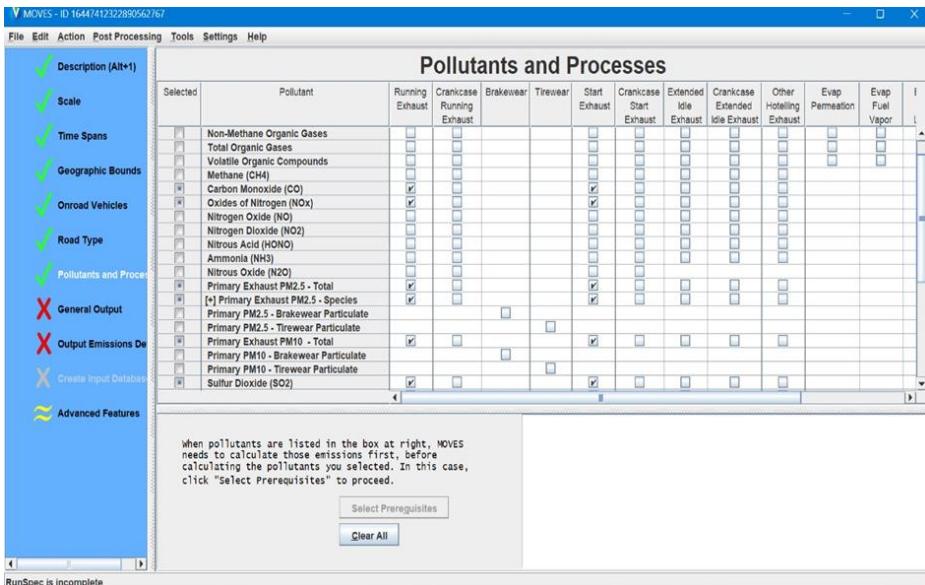 MOVES - ID 16447412322890562767
File Edit Action Post Processing Tools Settings Help
Description (Alt+1)
Scale
Time Spans
Geographic Bounds
Onroad Vehicles
Road Type
Pollutants and Proces
General Output
Output Emissions De
Create Input Databas
Advanced Features
Pollutants and Processes
Selected Pollutant Running Exhaust Crankcase Running Exhaust Brakewear Tirewear Start Exhaust Crankcase Start Exhaust Extended Idle Exhaust Crankcase Extended Idle Exhaust Other Hotelling Exhaust Evap Permeation Evap Fuel Vapor
Non-Methane Organic Gases
Total Organic Gases
Volatile Organic Compounds
Methane (CH4)
Carbon Monoxide (CO)
Oxides of Nitrogen (NOx)
Nitrogen Oxide (NO)
Nitrogen Dioxide (NO2)
Nitrous Acid (HONO)
Ammonia (NH3)
Nitrous Oxide (N2O)
Primary Exhaust PM2.5 - Total
[+] Primary Exhaust PM2.5 - Species
Primary PM2.5 - Brakewear Particulate
Primary PM2.5 - Tirewear Particulate
Primary Exhaust PM10 - Total
Primary PM10 - Brakewear Particulate
Primary PM10 - Tirewear Particulate
Sulfur Dioxide (SO2)
When pollutants are listed in the box at right, MOVES
needs to calculate those emissions first, before
calculating the pollutants you selected. In this case,
click "Select Prerequisites" to proceed.
Select Prerequisites
Clear All
RunSpec is incomplete